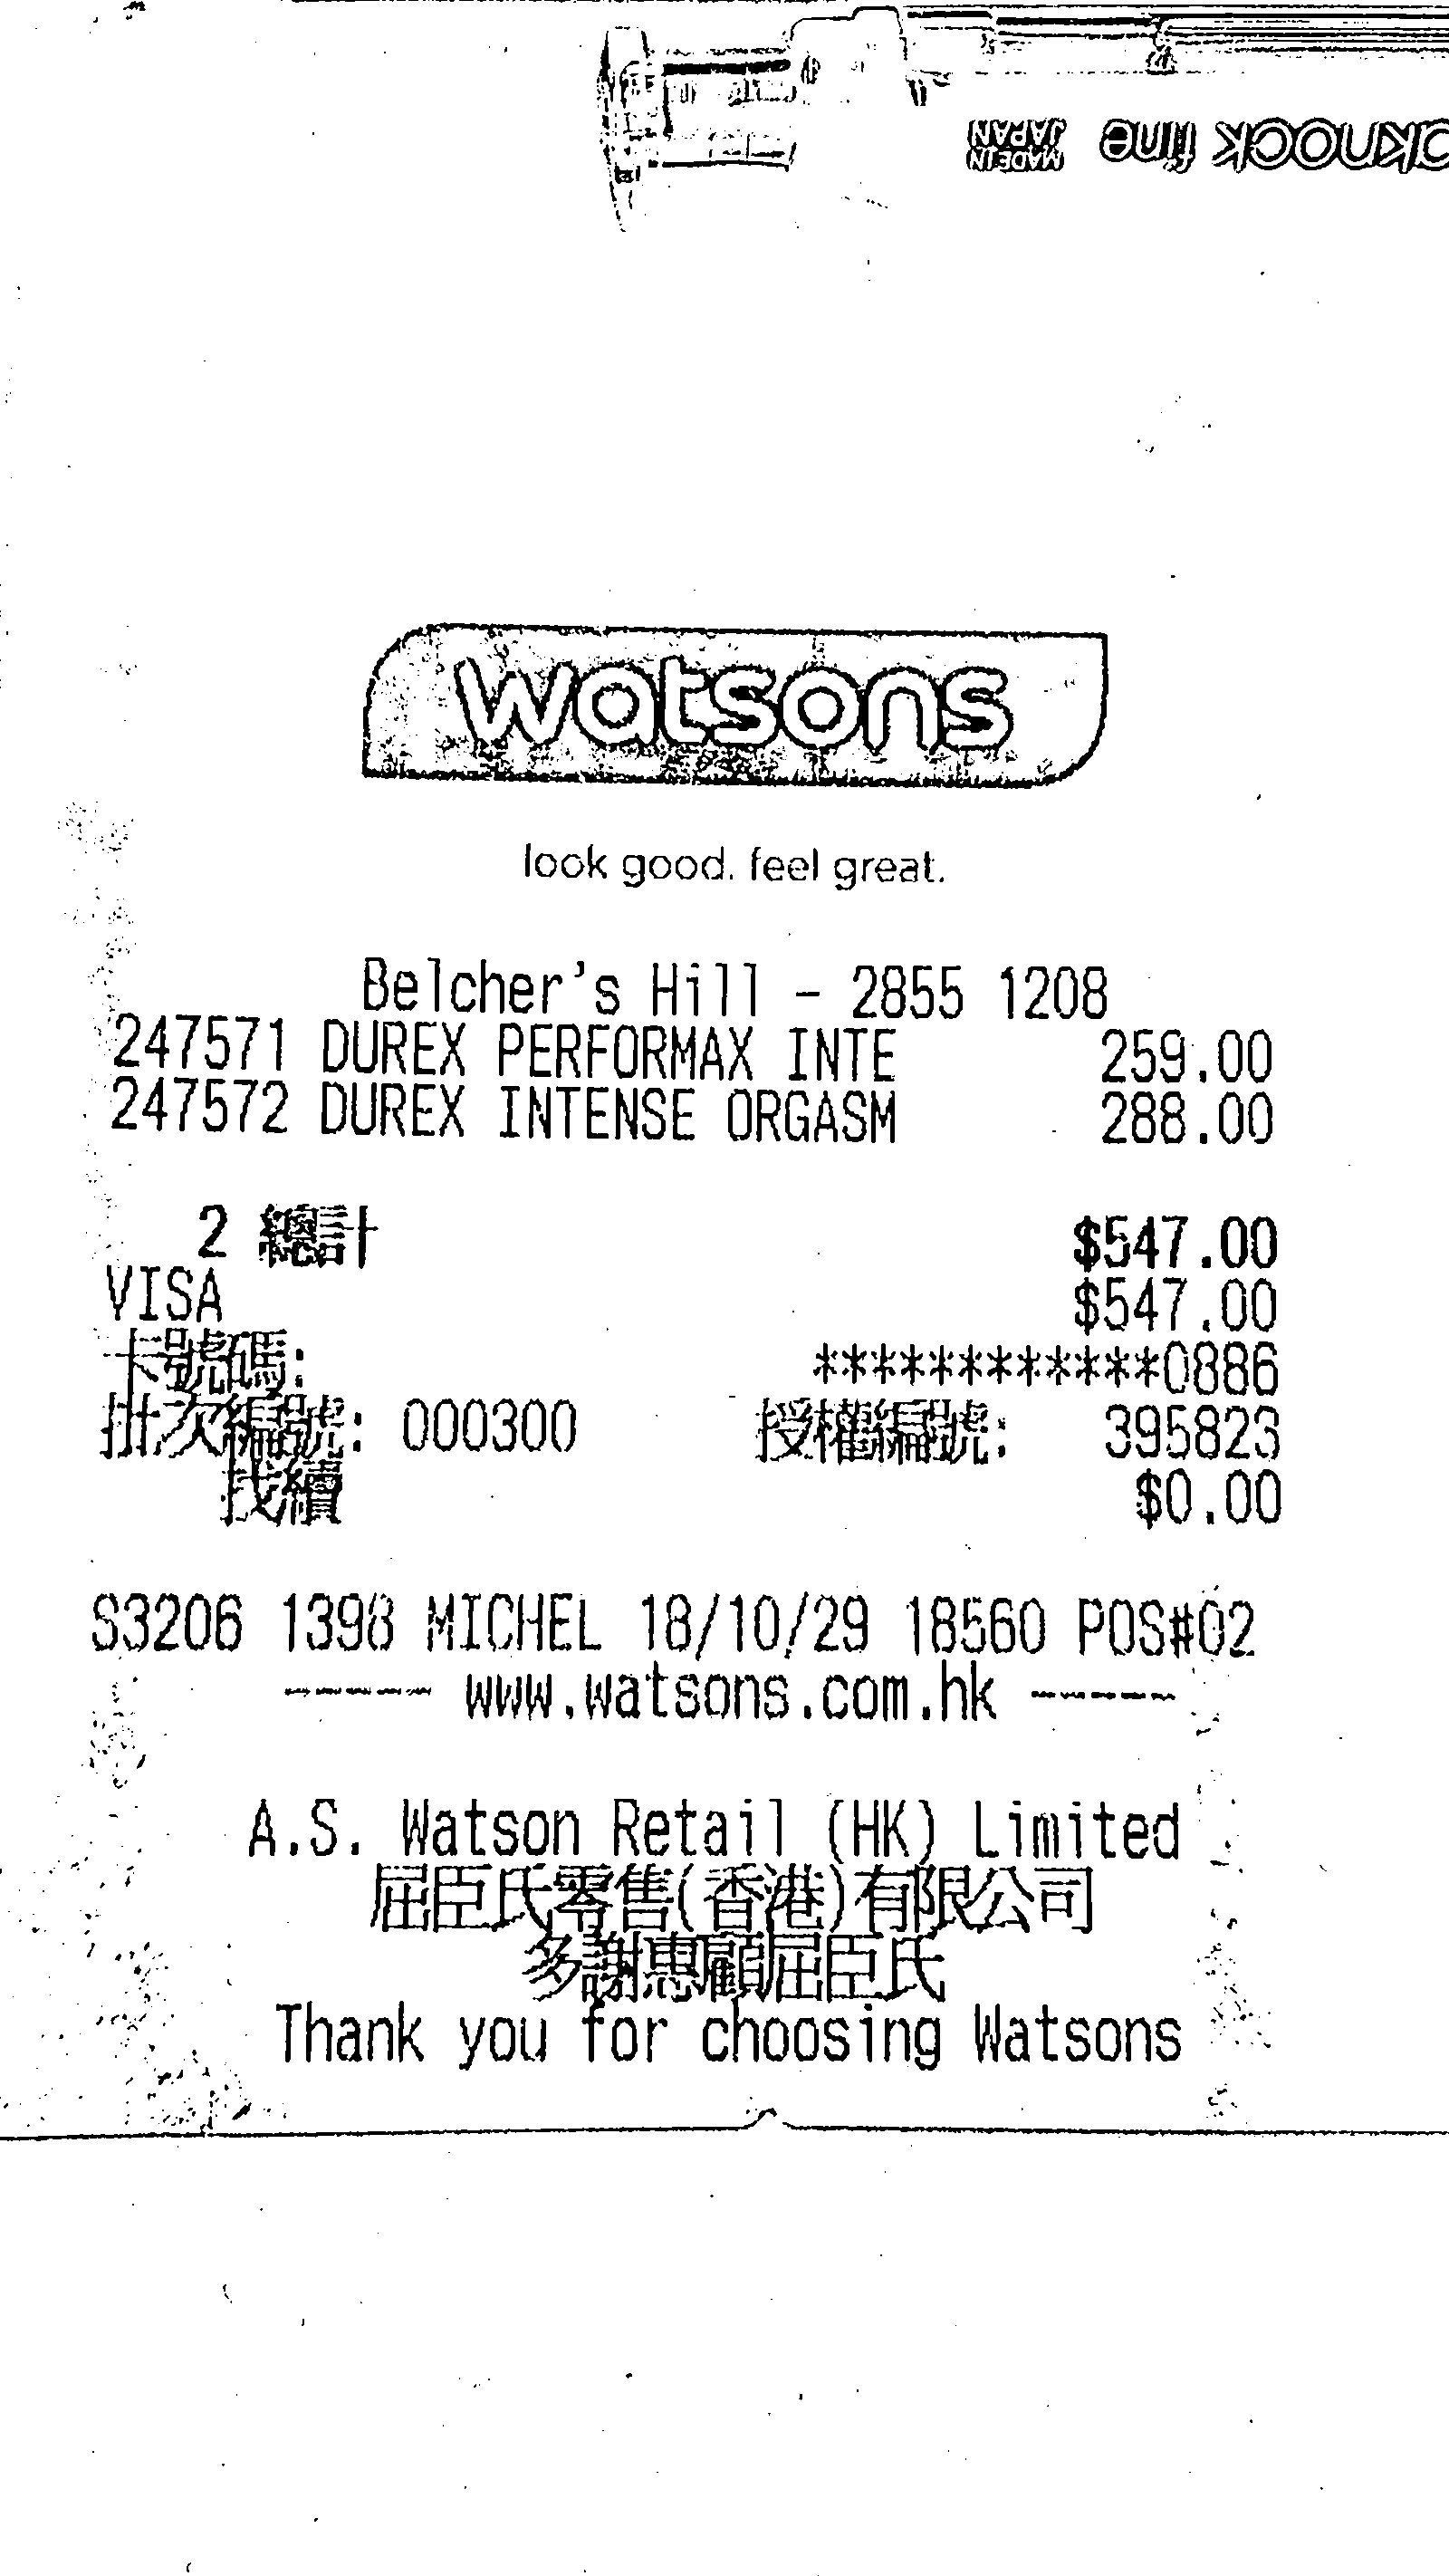 cknock fine MADE IN JAPAN
watsons
look good. feel great.
Belcher's Hill - 2855 1208
247571 DUREX PERFORMAX INTE 259.00
247572 DUREX INTENSE ORGASM 288.00
2 總計 $547.00
VISA $547.00
卡號碼: ************0886
批次編號: 000300 授權編號: 395823
找續 $0.00
S3206 1398 MICHEL 18/10/29 18560 POS#02
----- www.watsons.com.hk -----
A.S. Watson Retail (HK) Limited
屈臣氏零售(香港)有限公司
多謝惠顧屈臣氏
Thank you for choosing Watsons